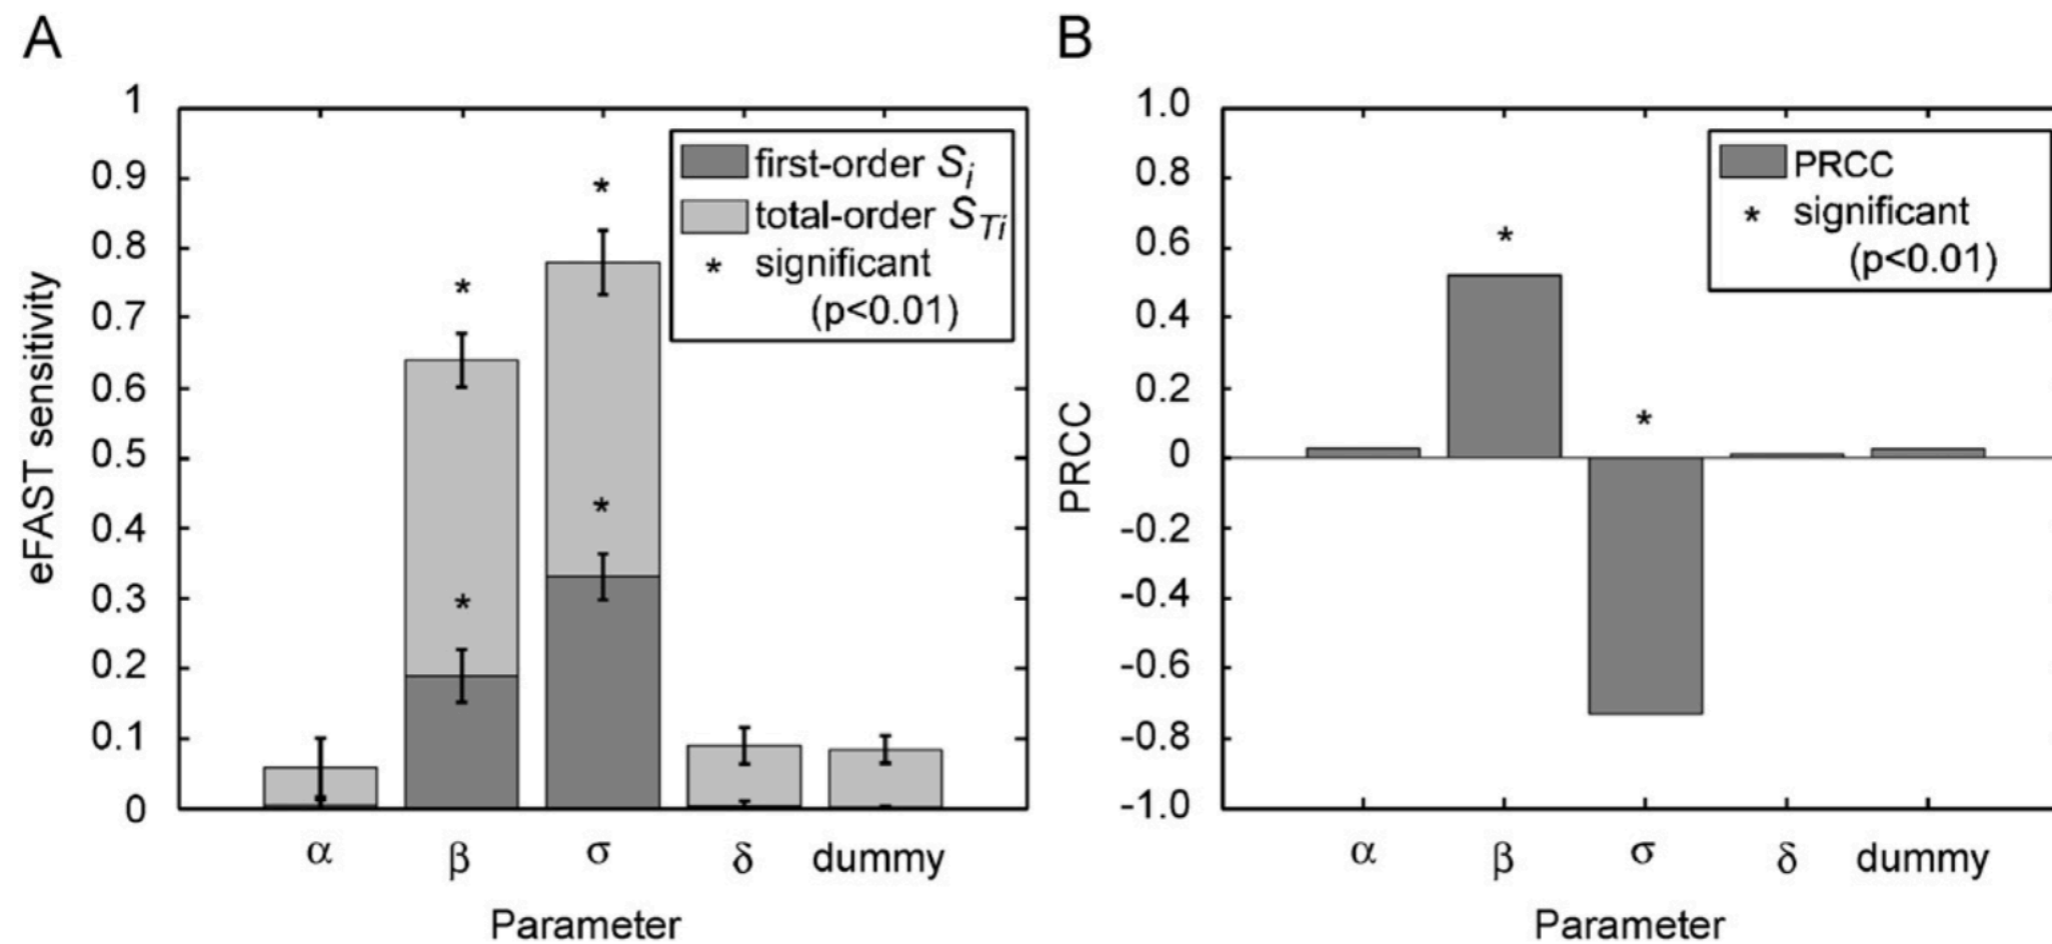 A
1
0.9
0.8
0.7
0.6
0.5
0.4
0.3
0.2
0.1
0
eFAST sensitivity
first-order Si
total-order STi
* significant
(p<0.01)
*
*
*
*
α β σ δ dummy
Parameter
B
1.0
0.8
0.6
0.4
0.2
0
-0.2
-0.4
-0.6
-0.8
-1.0
PRCC
PRCC
* significant
(p<0.01)
*
*
α β σ δ dummy
Parameter